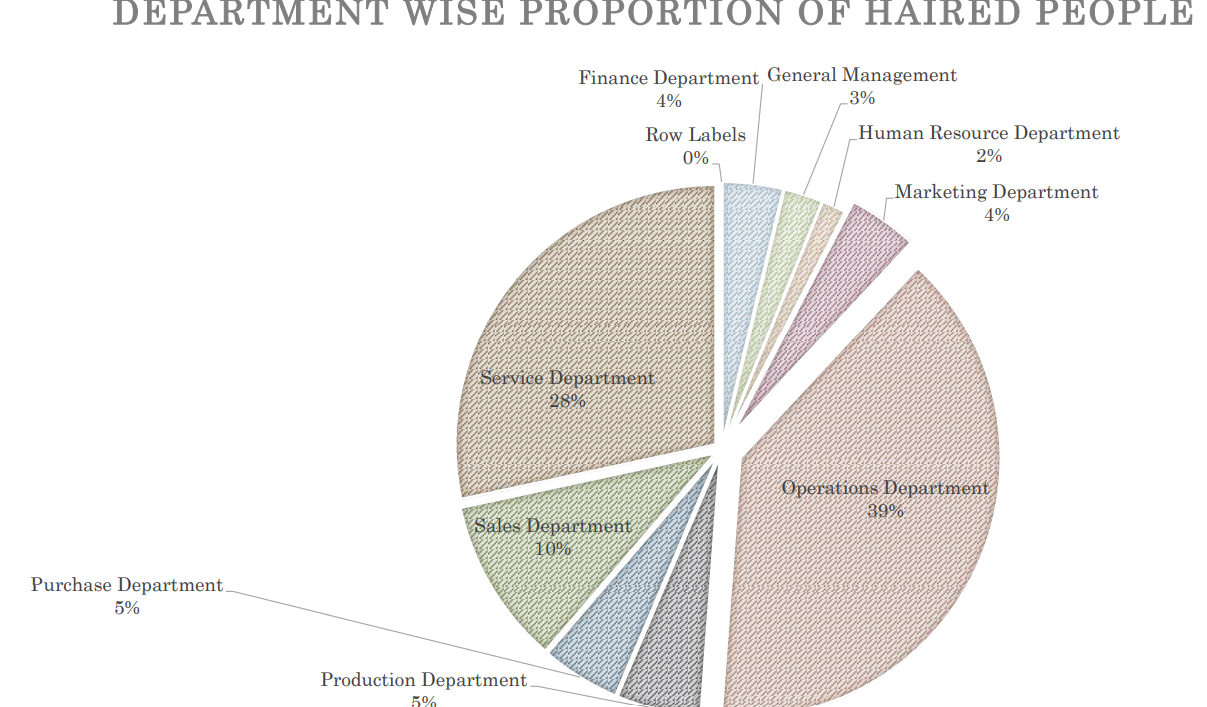 DEPARTMENT WISE PROPORTION OF HAIRED PEOPLE
Finance Department
4%
General Management
3%
Row Labels
0%
Human Resource Department
2%
Marketing Department
4%
Service Department
28%
Operations Department
39%
Sales Department
10%
Purchase Department
5%
Production Department
5%